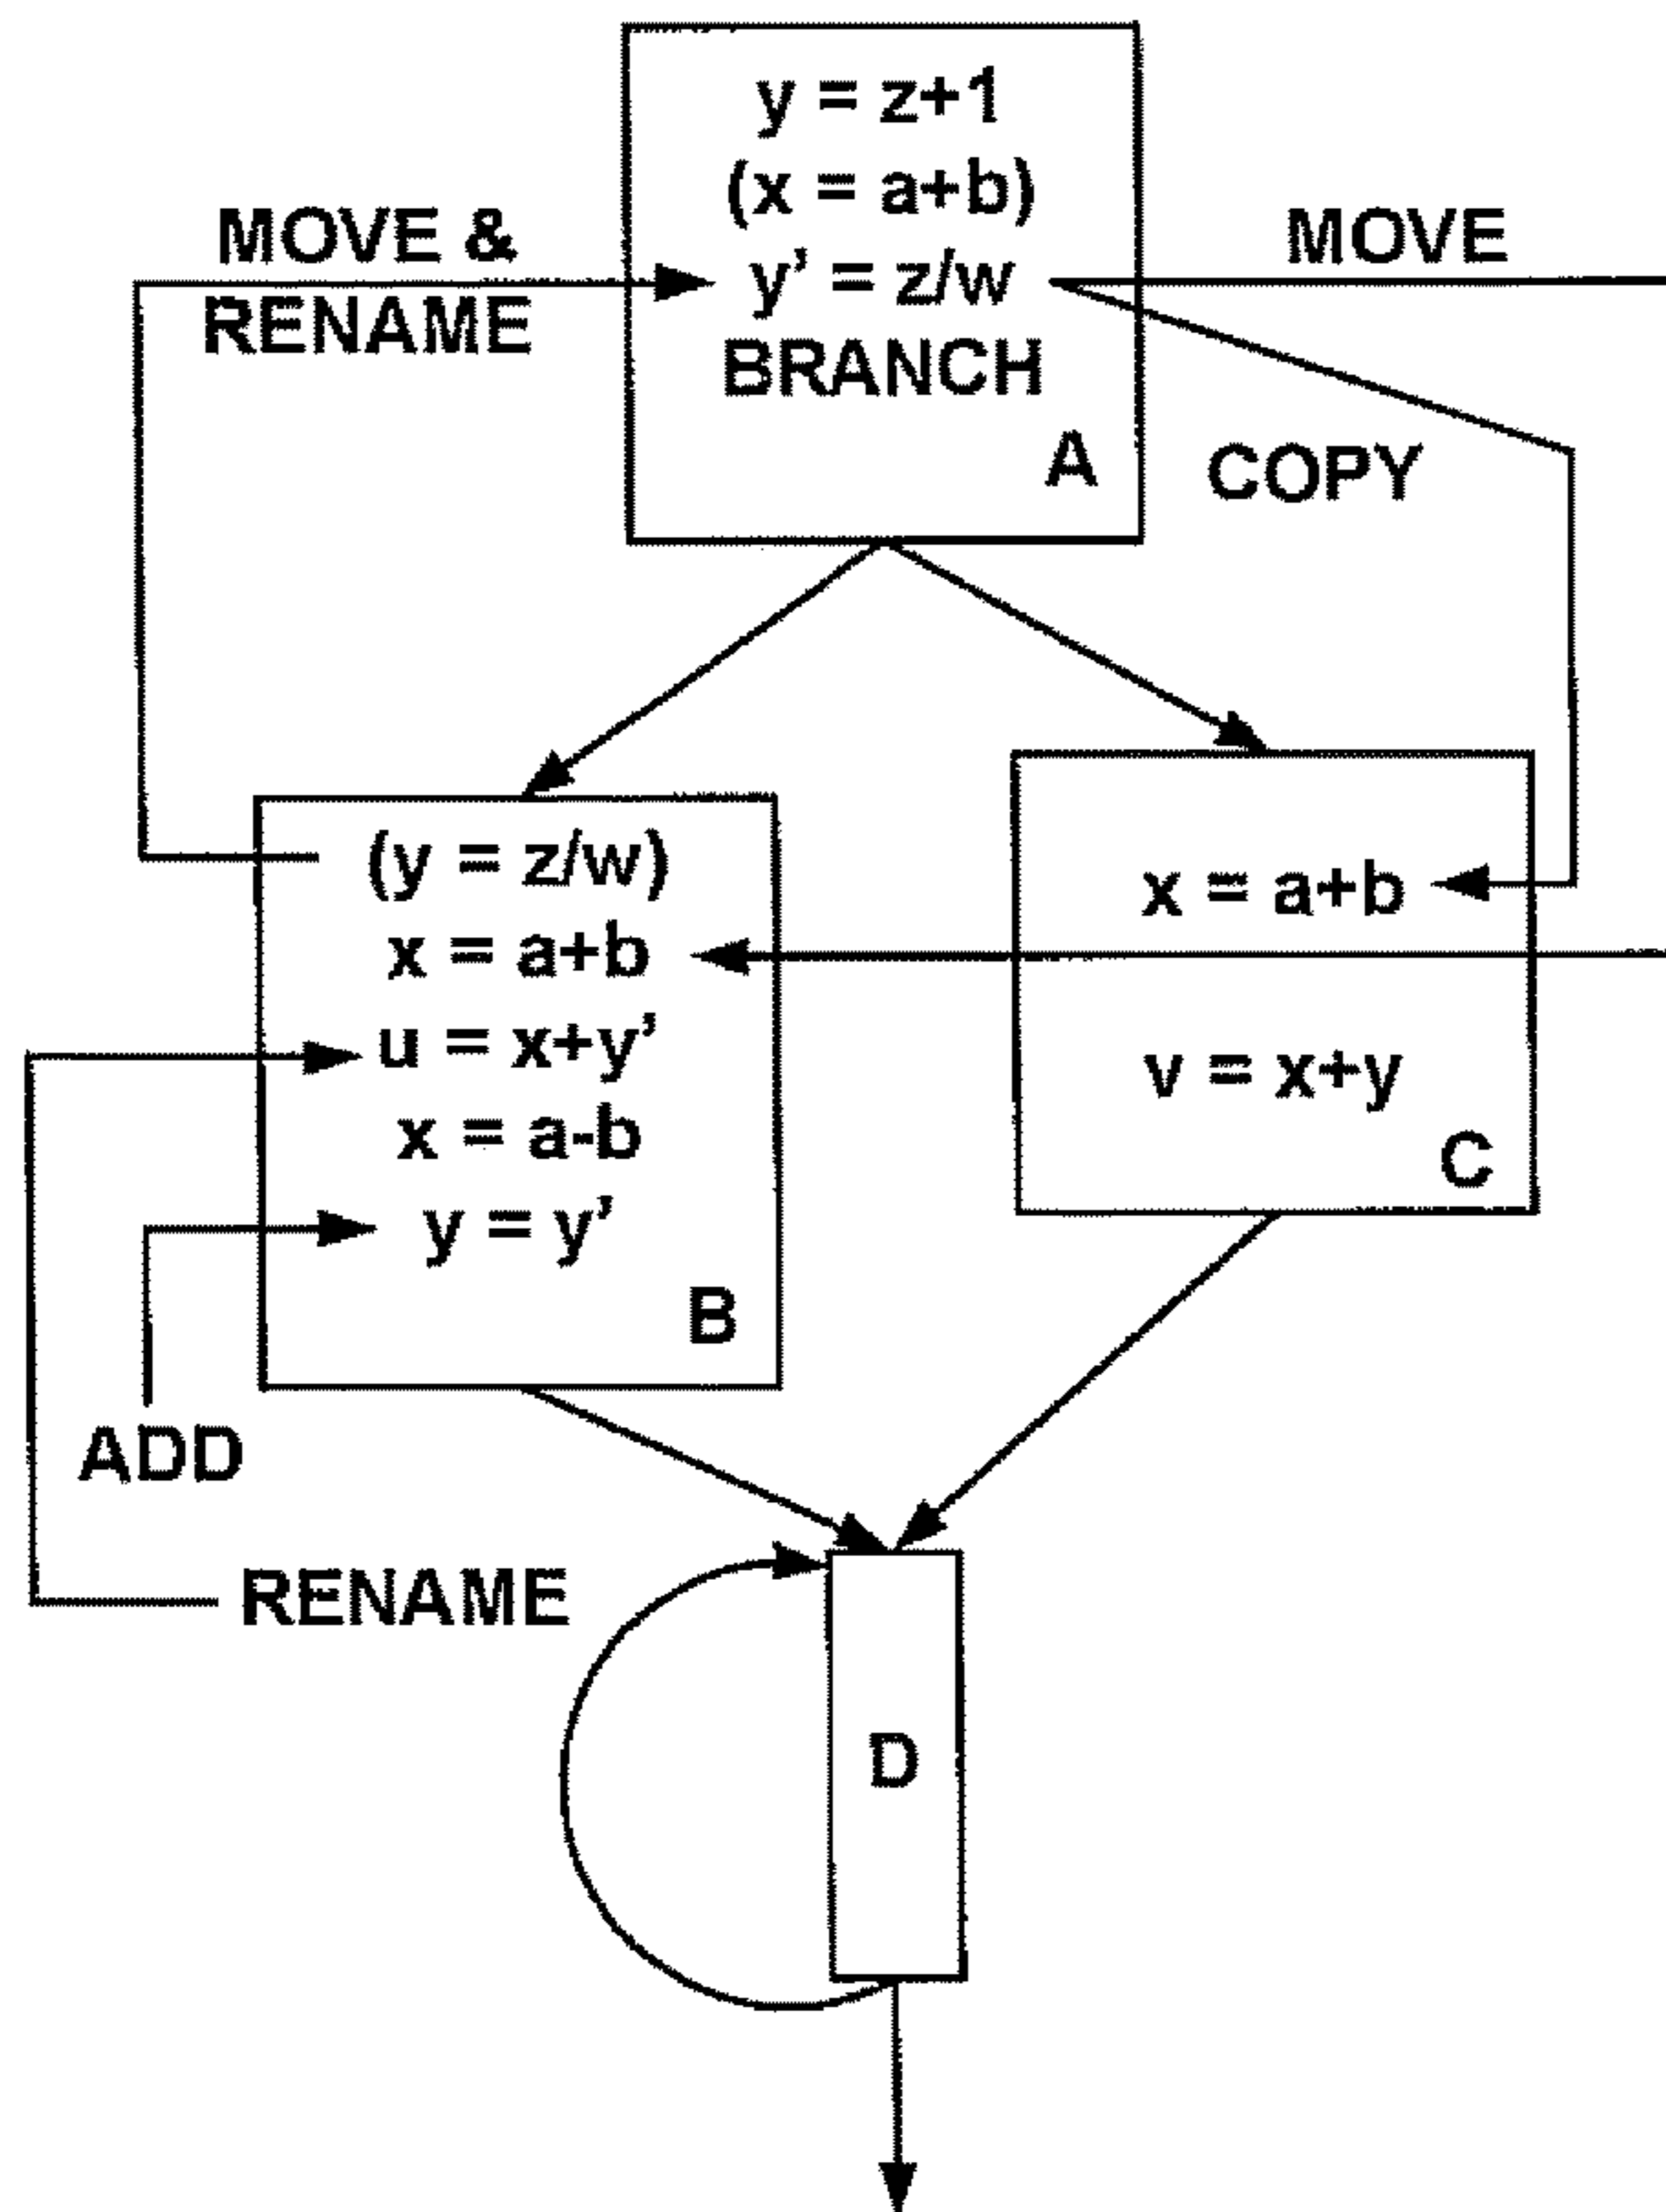 y = z+1
(x = a+b)
y' = z/w
BRANCH
A
MOVE &
RENAME
MOVE
COPY
(y = z/w)
x = a+b
u = x+y'
x = a-b
y = y'
B
x = a+b
v = x+y
C
ADD
RENAME
D